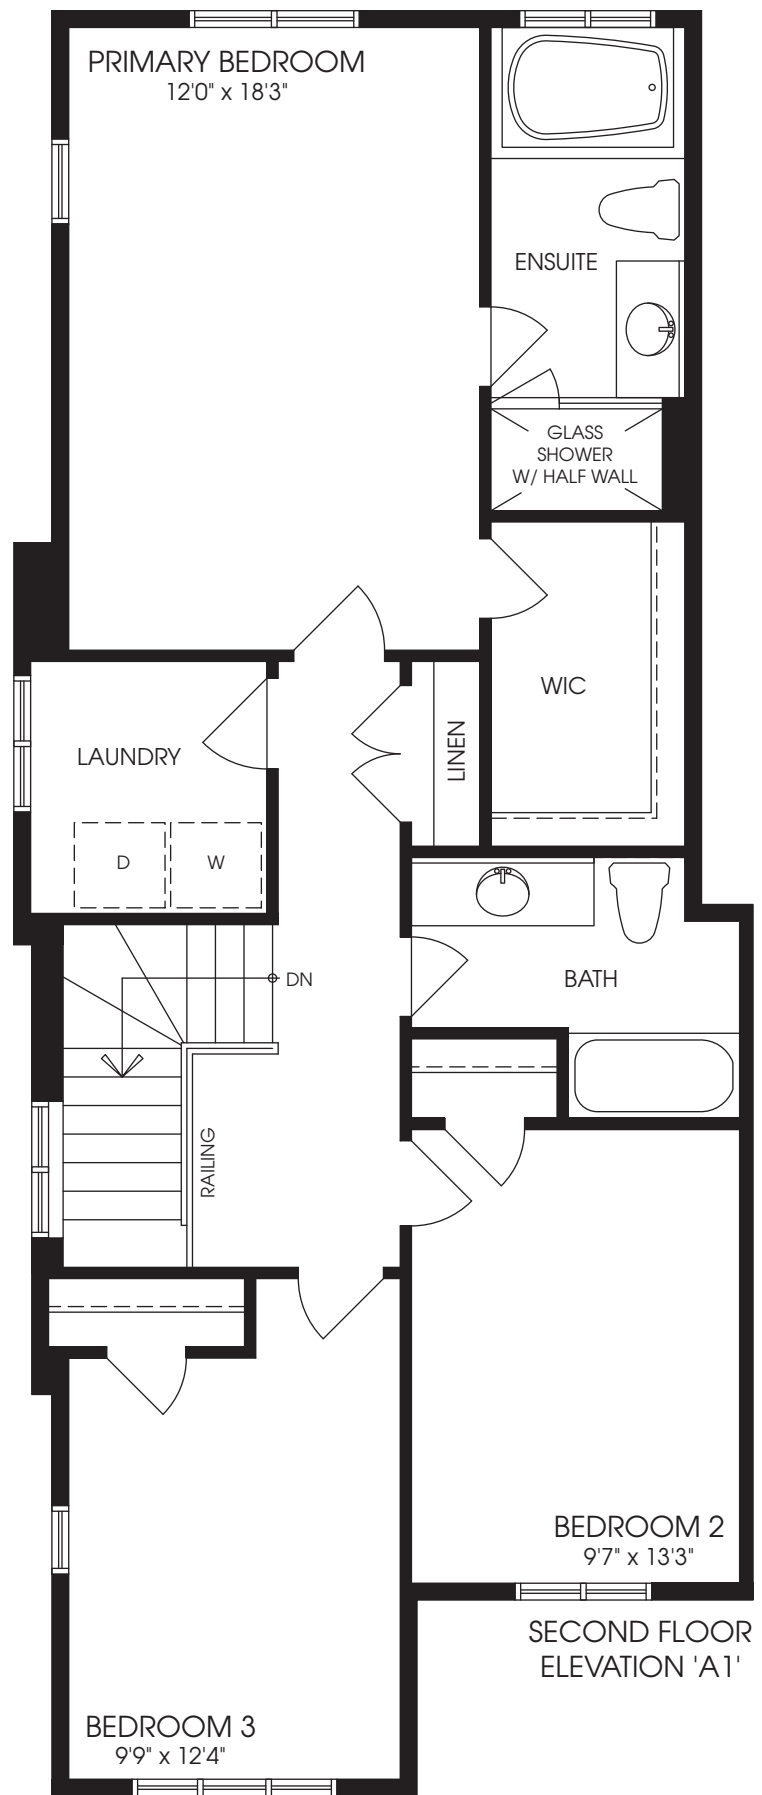 PRIMARY BEDROOM
12'0" x 18'3"
ENSUITE
GLASS
SHOWER
W/ HALF WALL
WIC
LINEN
LAUNDRY
D
W
DN
BATH
RAILING
BEDROOM 2
9'7" x 13'3"
SECOND FLOOR
ELEVATION 'A1'
BEDROOM 3
9'9" x 12'4"